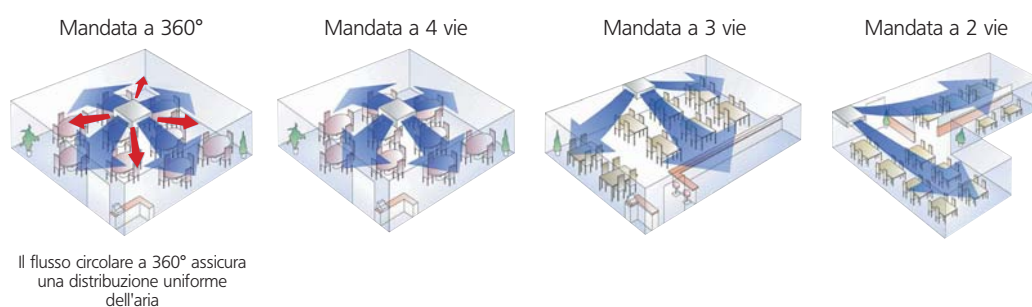 Mandata a 360°
Mandata a 4 vie
Mandata a 3 vie
Mandata a 2 vie
Il flusso circolare a 360° assicura
una distribuzione uniforme
dell'aria